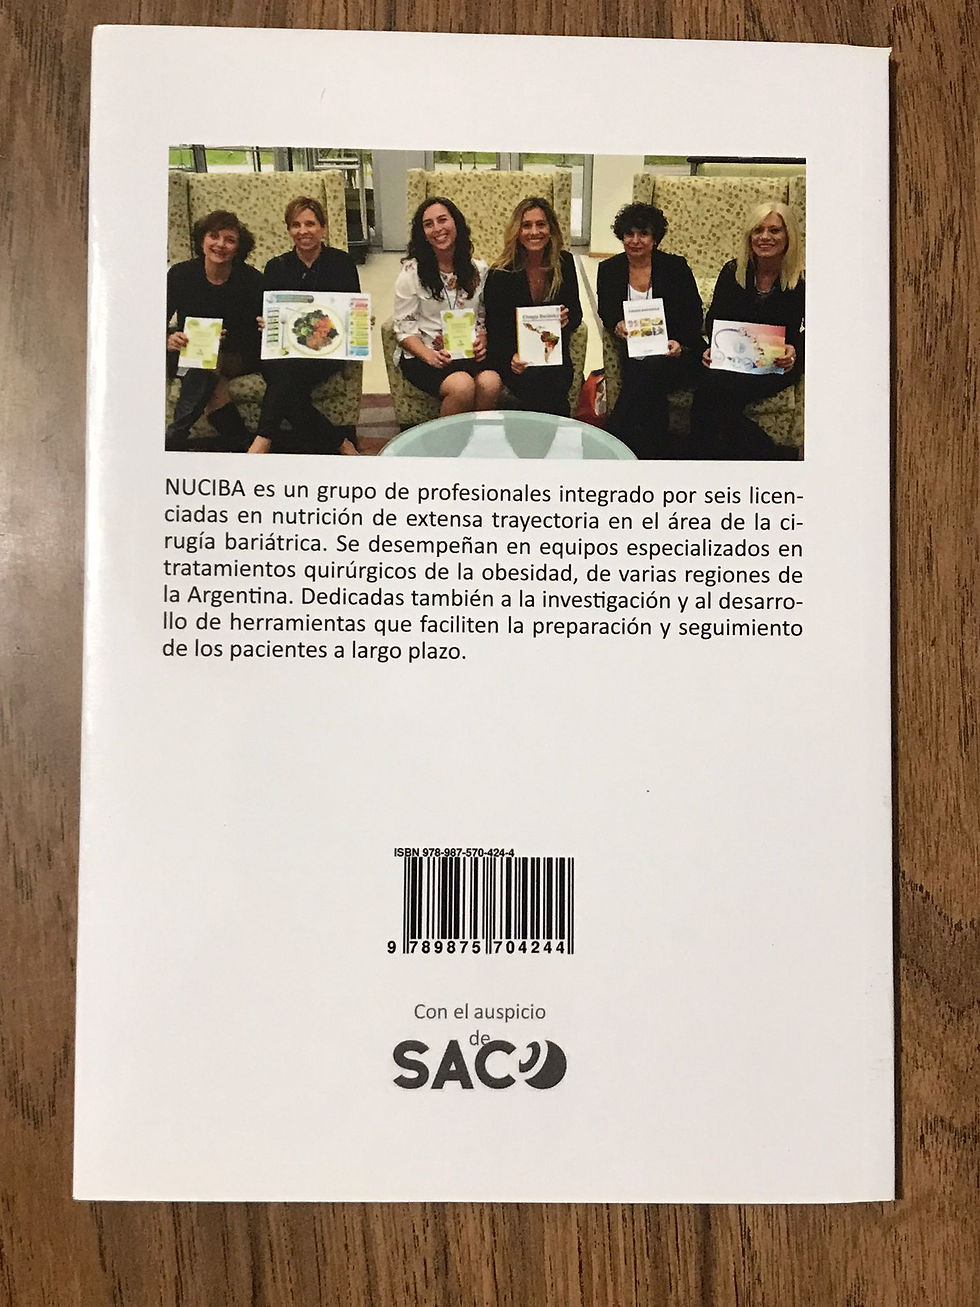 NUCIBA es un grupo de profesionales integrado por seis licen-
ciadas en nutrición de extensa trayectoria en el área de la ci-
rugía bariátrica. Se desempeñan en equipos especializados en
tratamientos quirúrgicos de la obesidad, de varias regiones de
la Argentina. Dedicadas también a la investigación y al desarro-
llo de herramientas que faciliten la preparación y seguimiento
de los pacientes a largo plazo.
ISBN 978-987-570-424-4
9 789875 704244
Con el auspicio
de
SACO